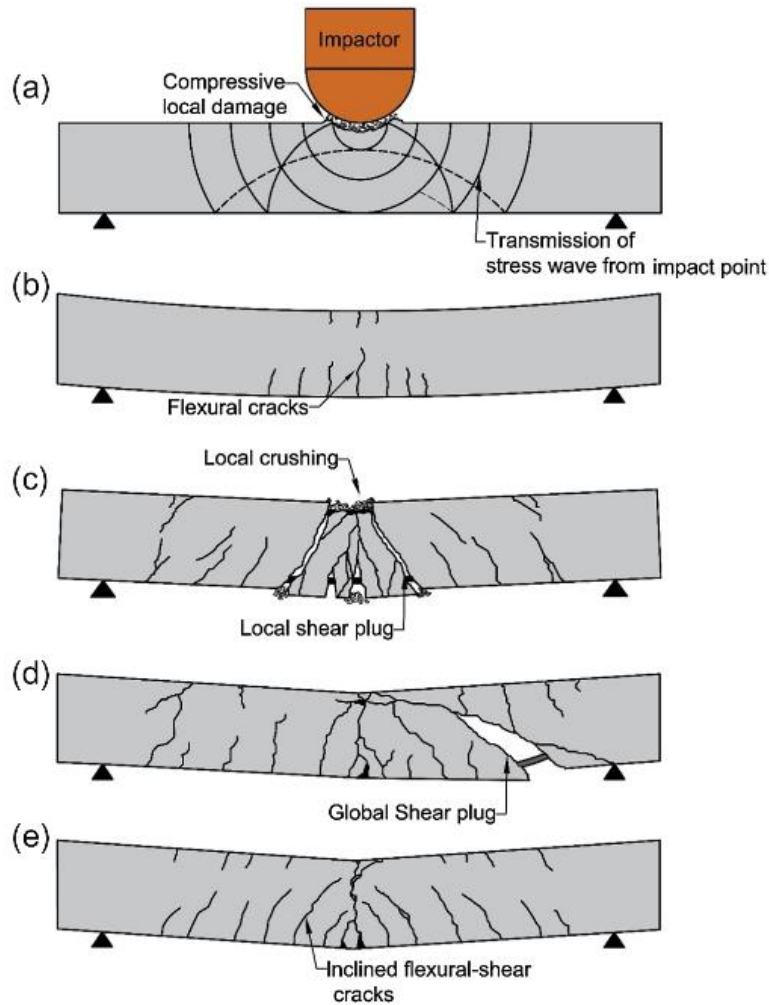 Impactor
(a)
Compressive
local damage
Transmission of
stress wave from impact point
(b)
Flexural cracks
(c)
Local crushing
Local shear plug
(d)
Global Shear plug
(e)
Inclined flexural-shear
cracks